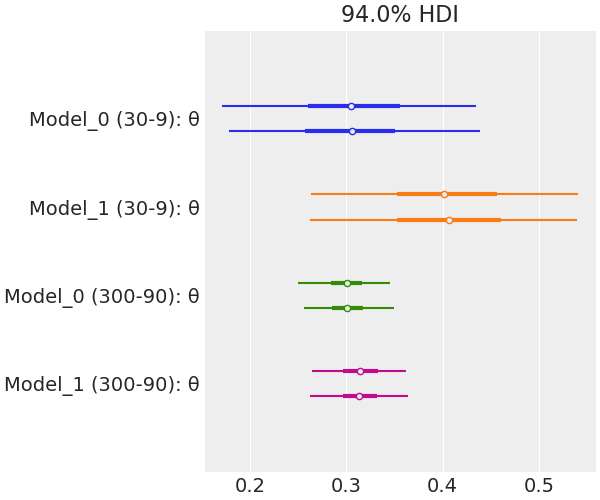 94.0% HDI
Model_0 (30-9): θ
Model_1 (30-9): θ
Model_0 (300-90): θ
Model_1 (300-90): θ
0.2 0.3 0.4 0.5